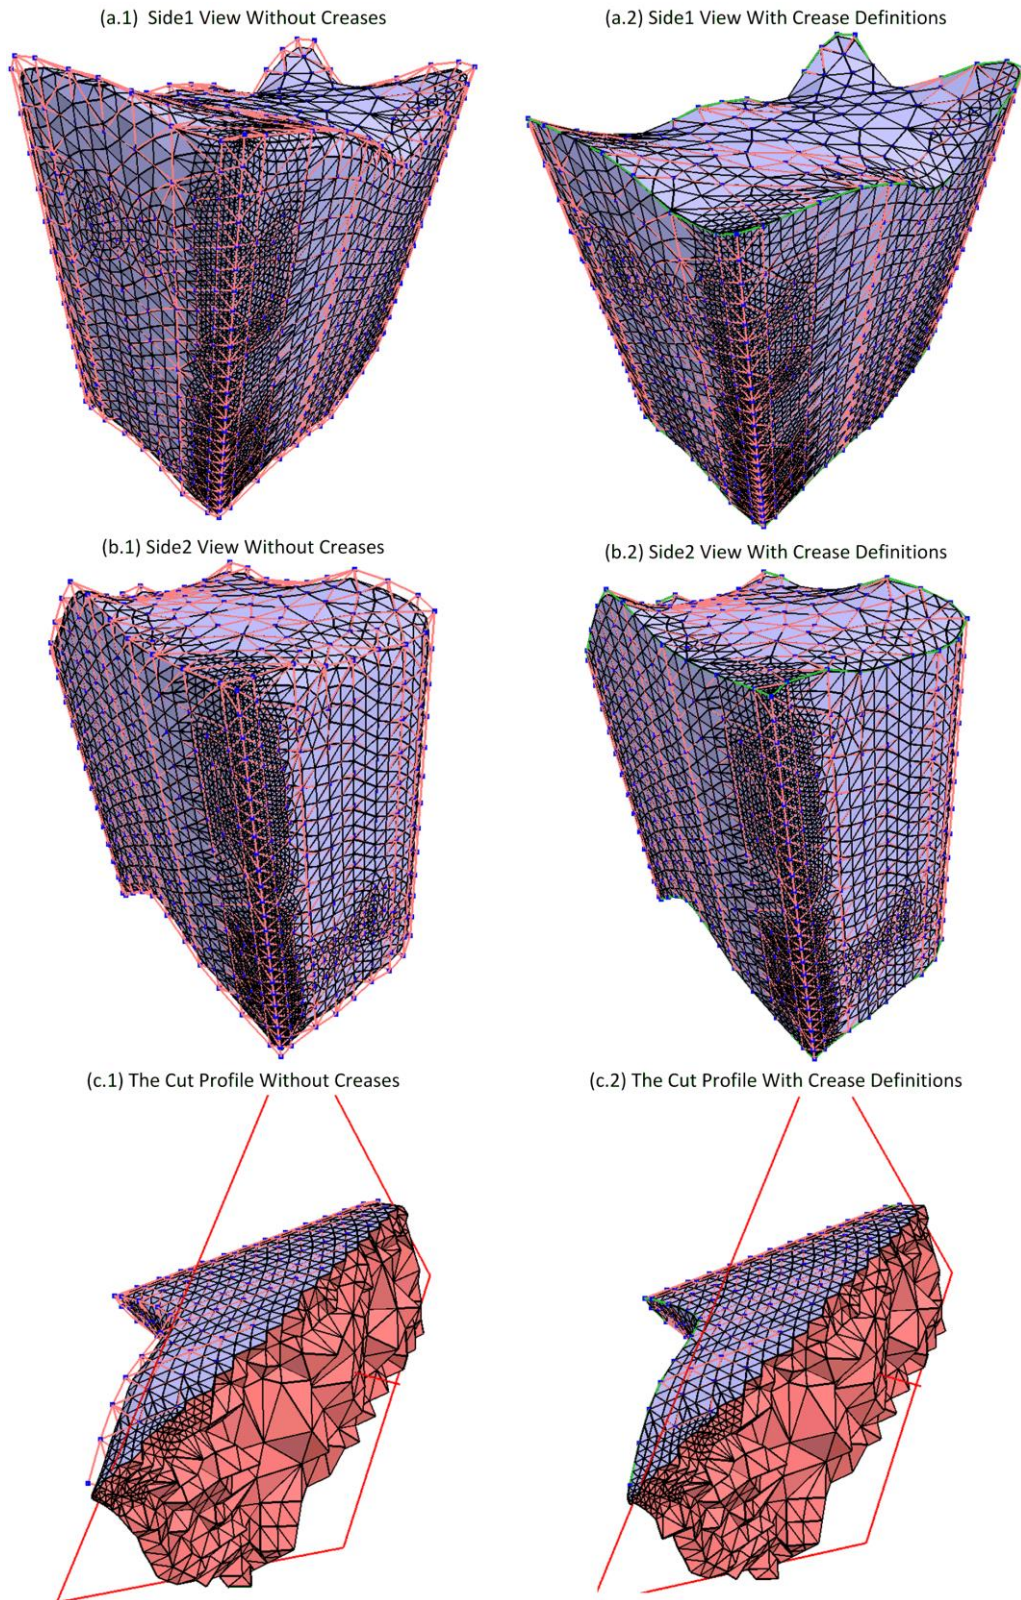 (a.1) Side1 View Without Creases
(a.2) Side1 View With Crease Definitions
(b.1) Side2 View Without Creases
(b.2) Side2 View With Crease Definitions
(c.1) The Cut Profile Without Creases
(c.2) The Cut Profile With Crease Definitions